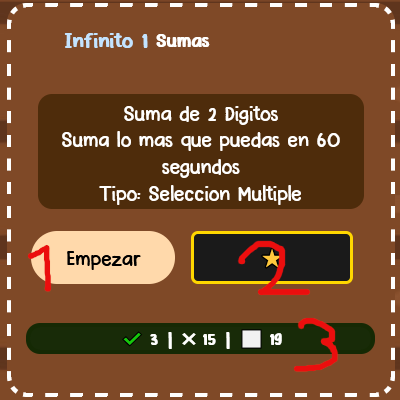 Infinito 1 Sumas
Suma de 2 Digitos
Suma lo mas que puedas en 60
segundos
Tipo: Seleccion Multiple
1 Empezar 2
3 | 15 | 19 3